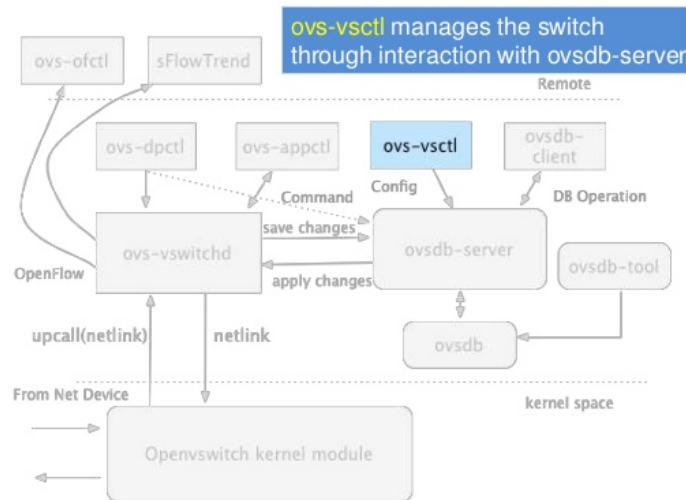 ovs-vsctl manages the switch
through interaction with ovsdb-server
ovs-ofctl
sFlowTrend
Remote
ovs-dpctl
ovs-appctl
ovs-vsctl
ovsdb-
client
Command
Config
DB Operation
ovs-vswitchd
save changes
ovsdb-server
ovsdb-tool
OpenFlow
apply changes
upcall(netlink)
netlink
ovsdb
From Net Device
kernel space
Openvswitch kernel module